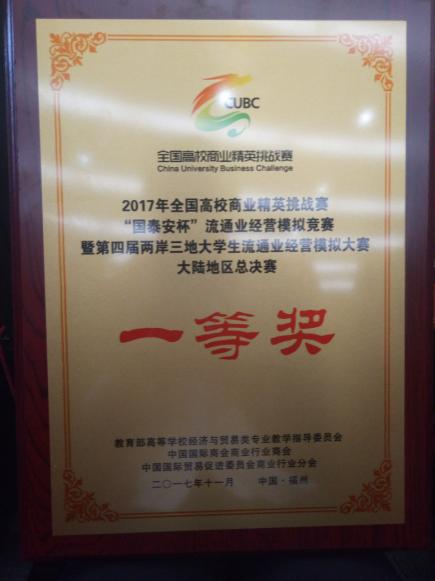 CUBC
全国高校商业精英挑战赛
China University Business Challenge
2017年全国高校商业精英挑战赛
“国泰安杯”流通业经营模拟竞赛
暨第四届两岸三地大学生流通业经营模拟大赛
大陆地区总决赛
一等奖
教育部高等学校经济与贸易类专业教学指导委员会
中国国际商会商业行业商会
中国国际贸易促进委员会商业行业分会
二〇一七年十一月 中国·福州